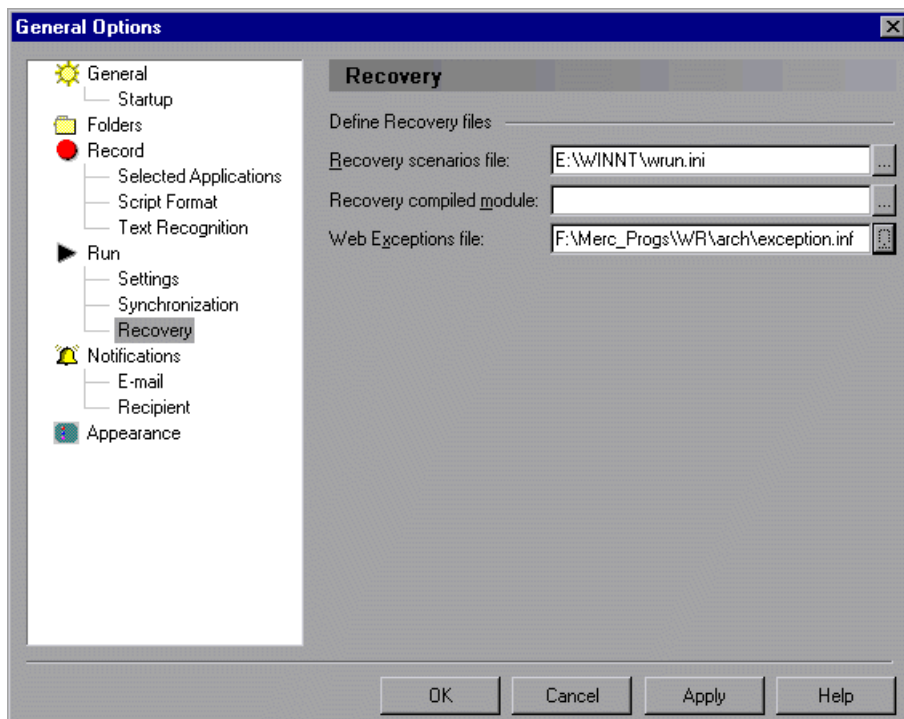 General Options
General
Startup
Folders
Record
Selected Applications
Script Format
Text Recognition
Run
Settings
Synchronization
Recovery
Notifications
E-mail
Recipient
Appearance
Recovery
Define Recovery files
Recovery scenarios file: E:\WINNT\wrun.ini ...
Recovery compiled module: ...
Web Exceptions file: F:\Merc_Progs\WR\arch\exception.inf ...
OK Cancel Apply Help